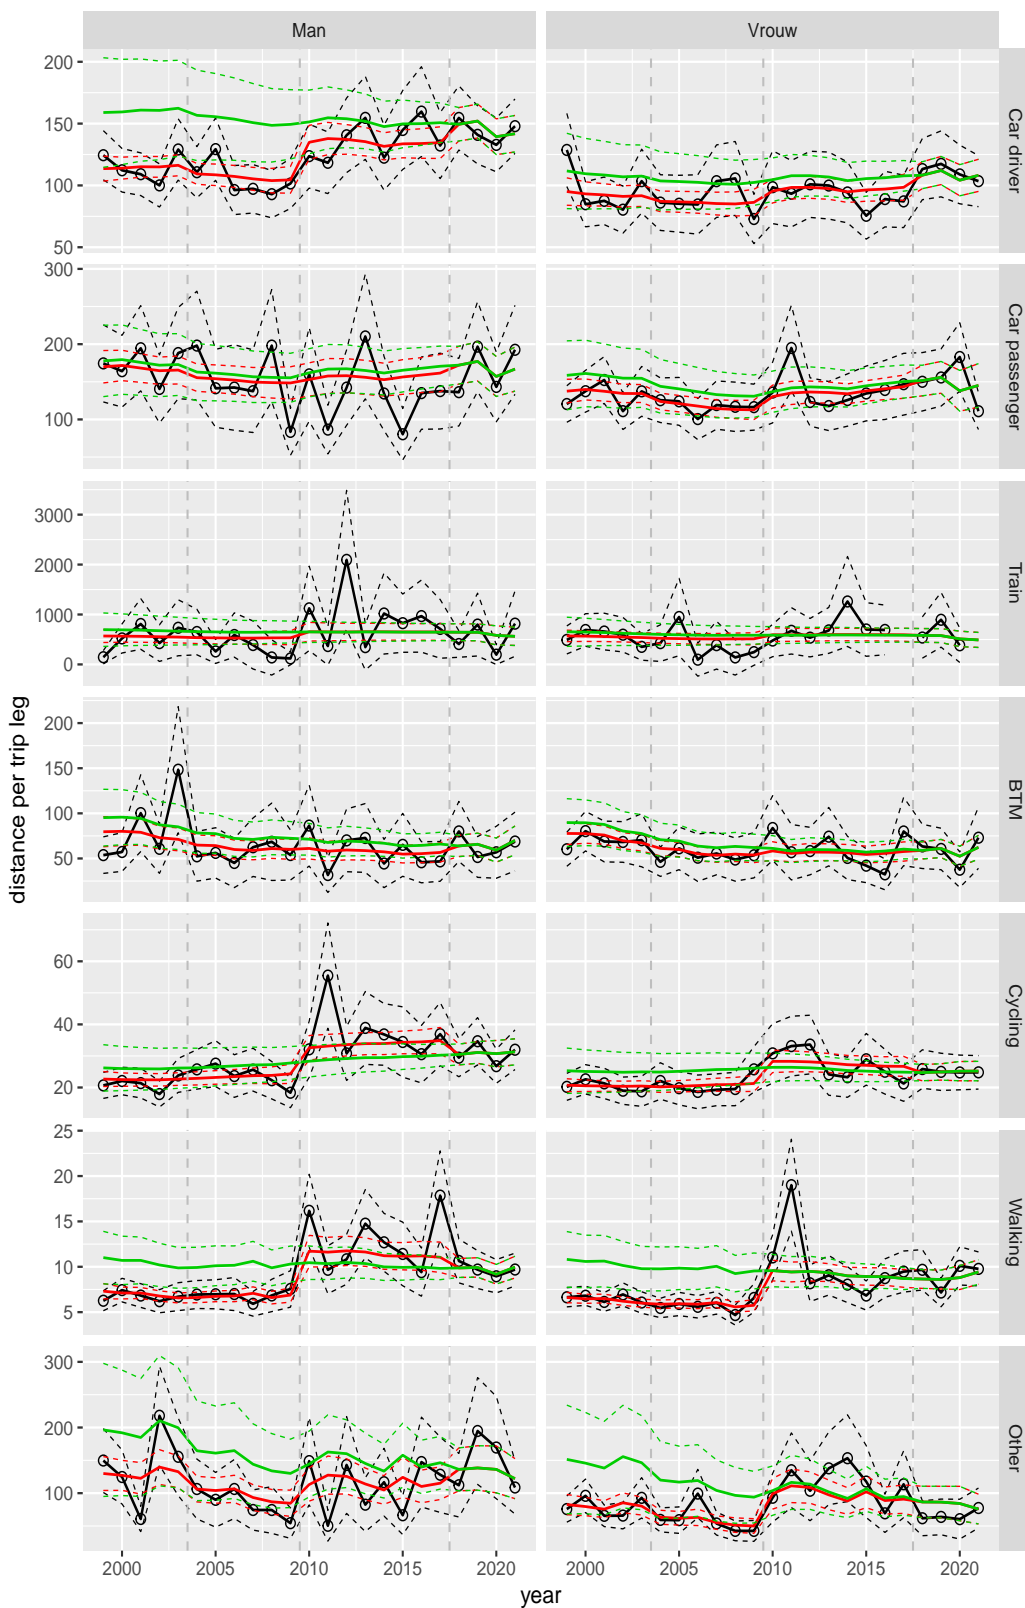 Man Vrouw
200
150
100
50
Car driver
300
200
100
Car passenger
3000
2000
1000
0
Train
200
150
100
50
BTM
60
40
20
Cycling
25
20
15
10
5
Walking
300
200
100
Other
2000 2005 2010 2015 2020 2000 2005 2010 2015 2020
year
distance per trip leg